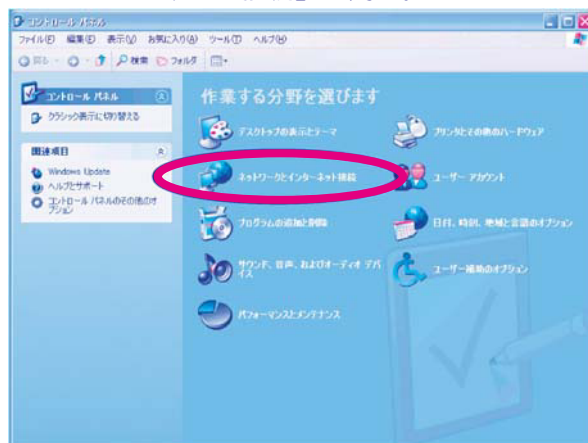 コントロール パネル
ファイル(F) 編集(E) 表示(V) お気に入り(A) ツール(T) ヘルプ(H)
戻る 検索 フォルダ
コントロール パネル
クラシック表示に切り替える
関連項目
Windows Update
ヘルプとサポート
コントロール パネルのその他のオ
プション
作業する分野を選びます
デスクトップの表示とテーマ
プリンタとその他のハードウェア
ネットワークとインターネット接続
ユーザー アカウント
プログラムの追加と削除
日付、時刻、地域と言語のオプション
サウンド、音声、およびオーディオ デバ
イス
ユーザー補助のオプション
パフォーマンスとメンテナンス